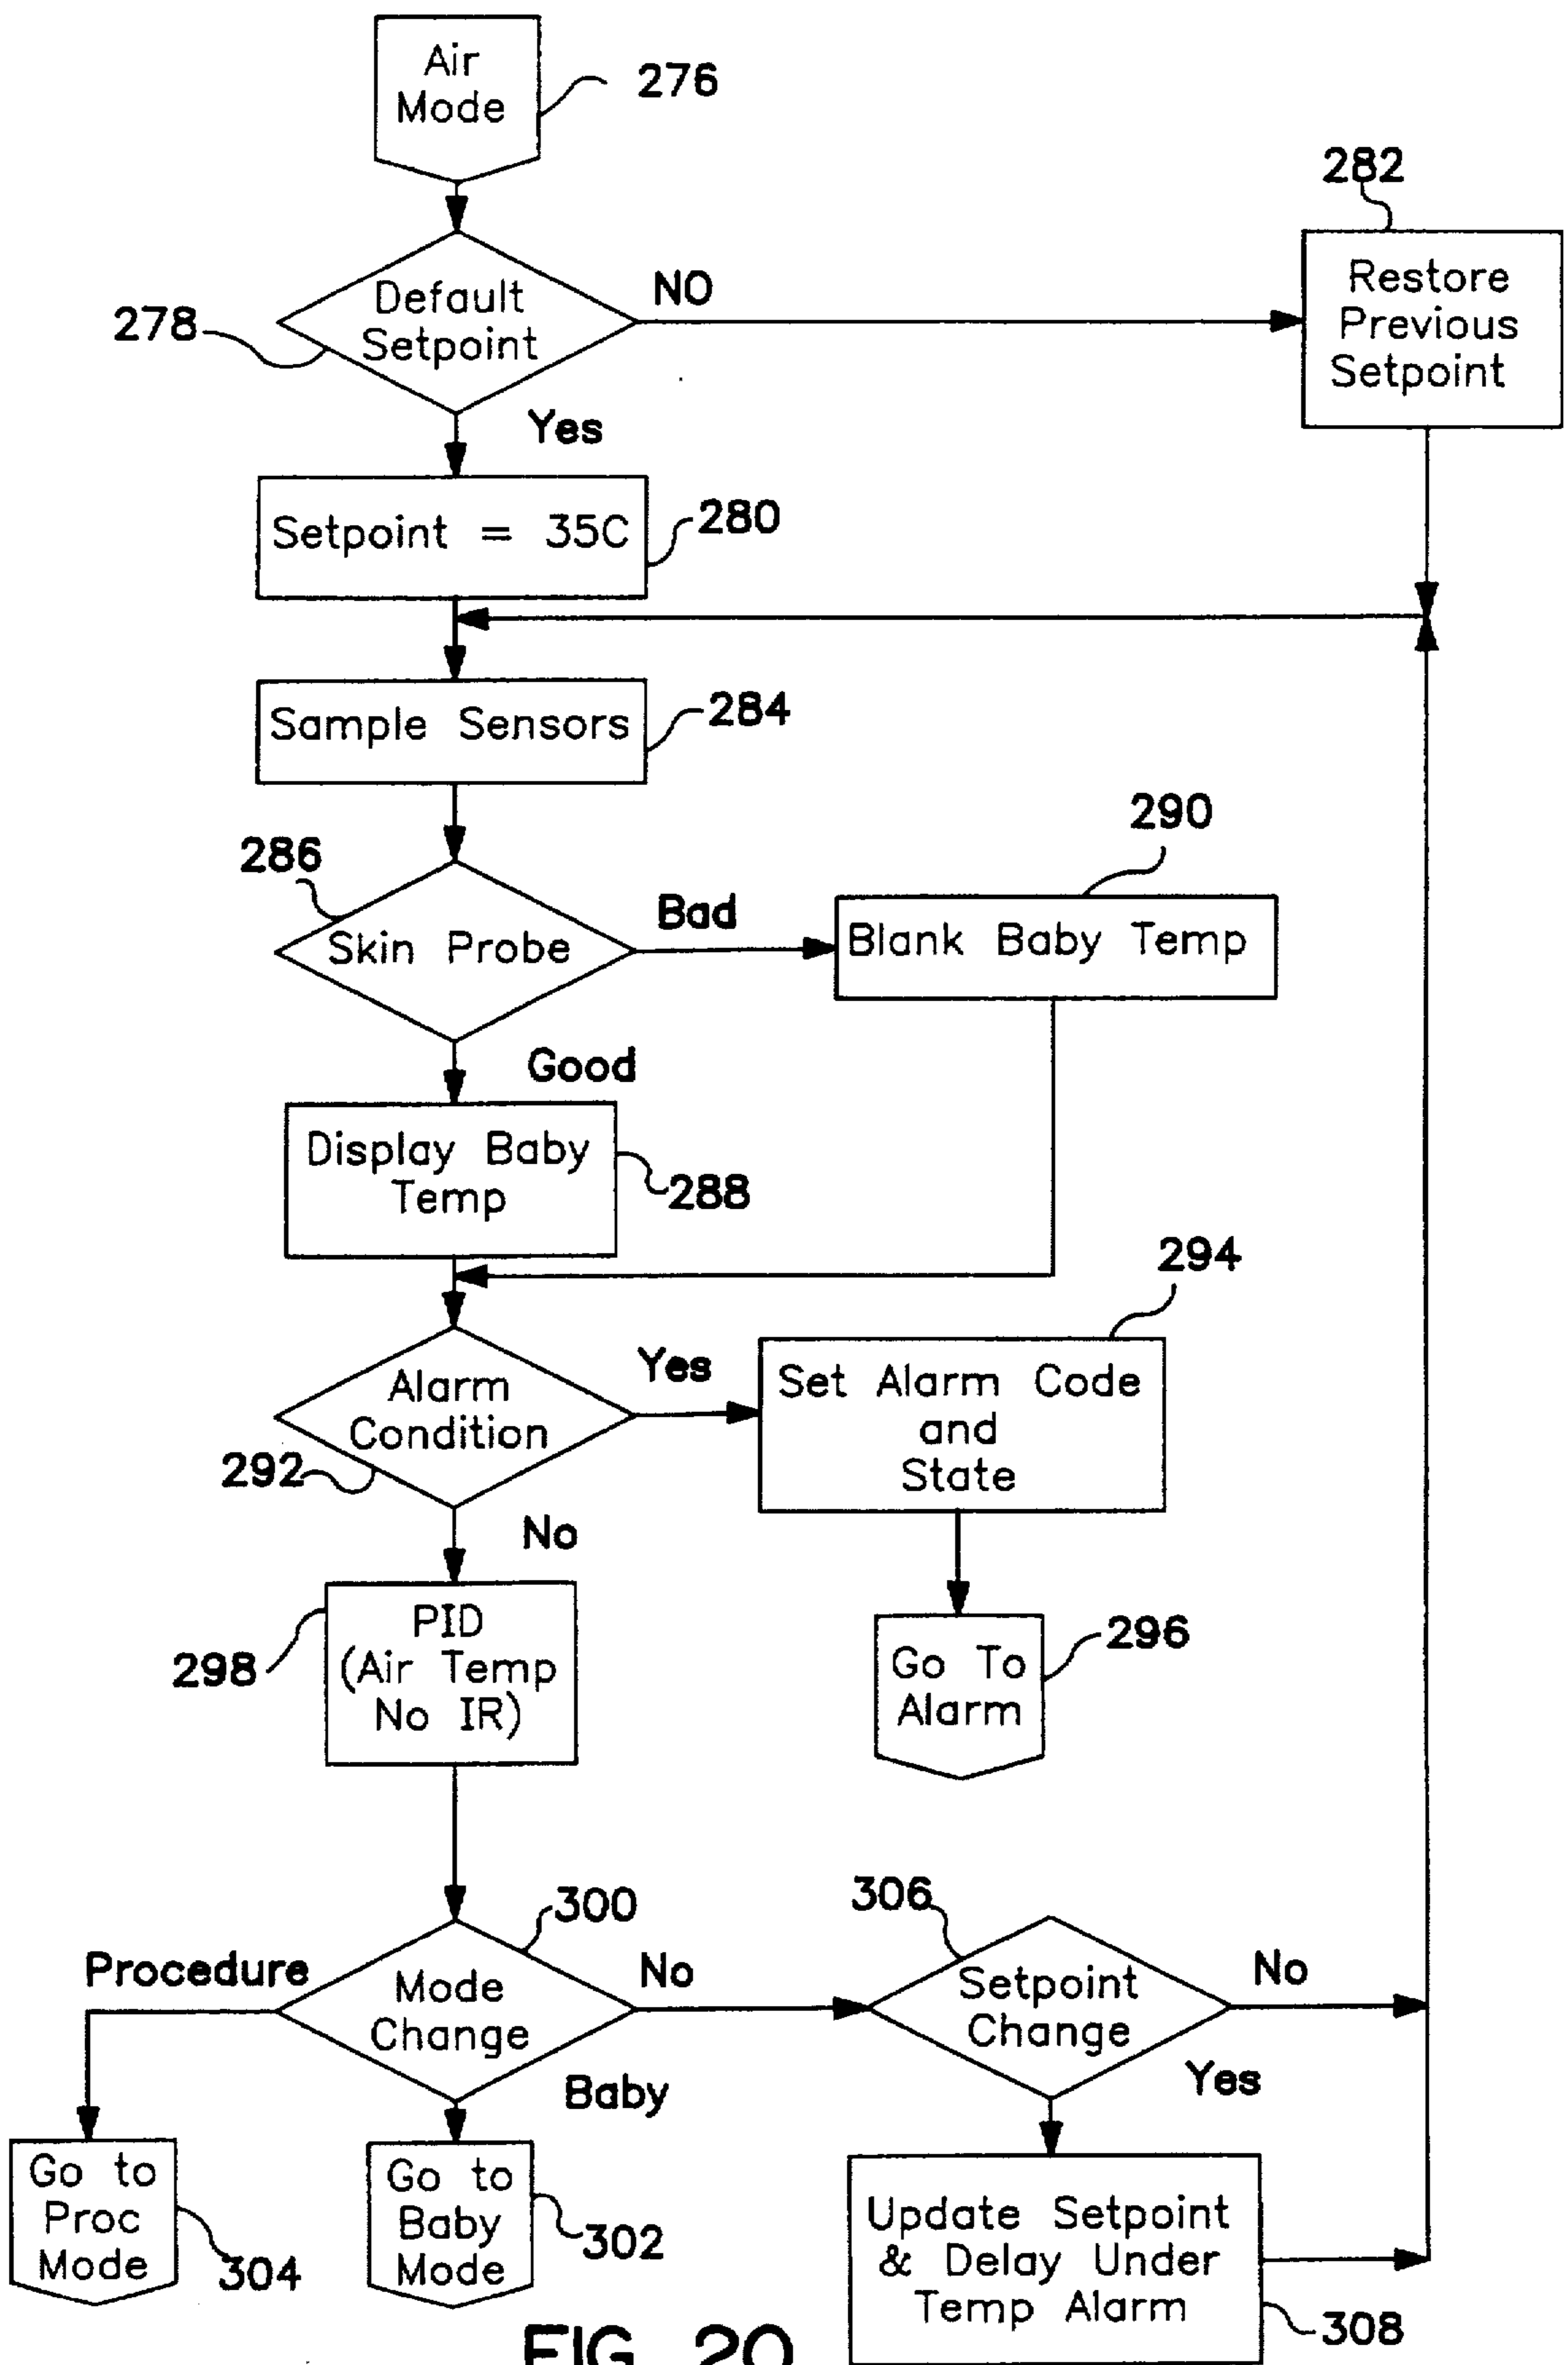 Air
Mode
276
282
Default
Setpoint
NO
278
Restore
Previous
Setpoint
Yes
Setpoint = 35C
280
Sample Sensors
284
290
286
Skin Probe
Bad
Blank Baby Temp
Good
Display Baby
Temp
288
294
Alarm
Condition
Yes
292
Set Alarm Code
and
State
No
PID
(Air Temp
No IR)
298
Go To
Alarm
296
300
306
Procedure
Mode
Change
No
Setpoint
Change
No
Baby
Yes
Go to
Proc
Mode
304
Go to
Baby
Mode
302
Update Setpoint
& Delay Under
Temp Alarm
308
FIG. 20